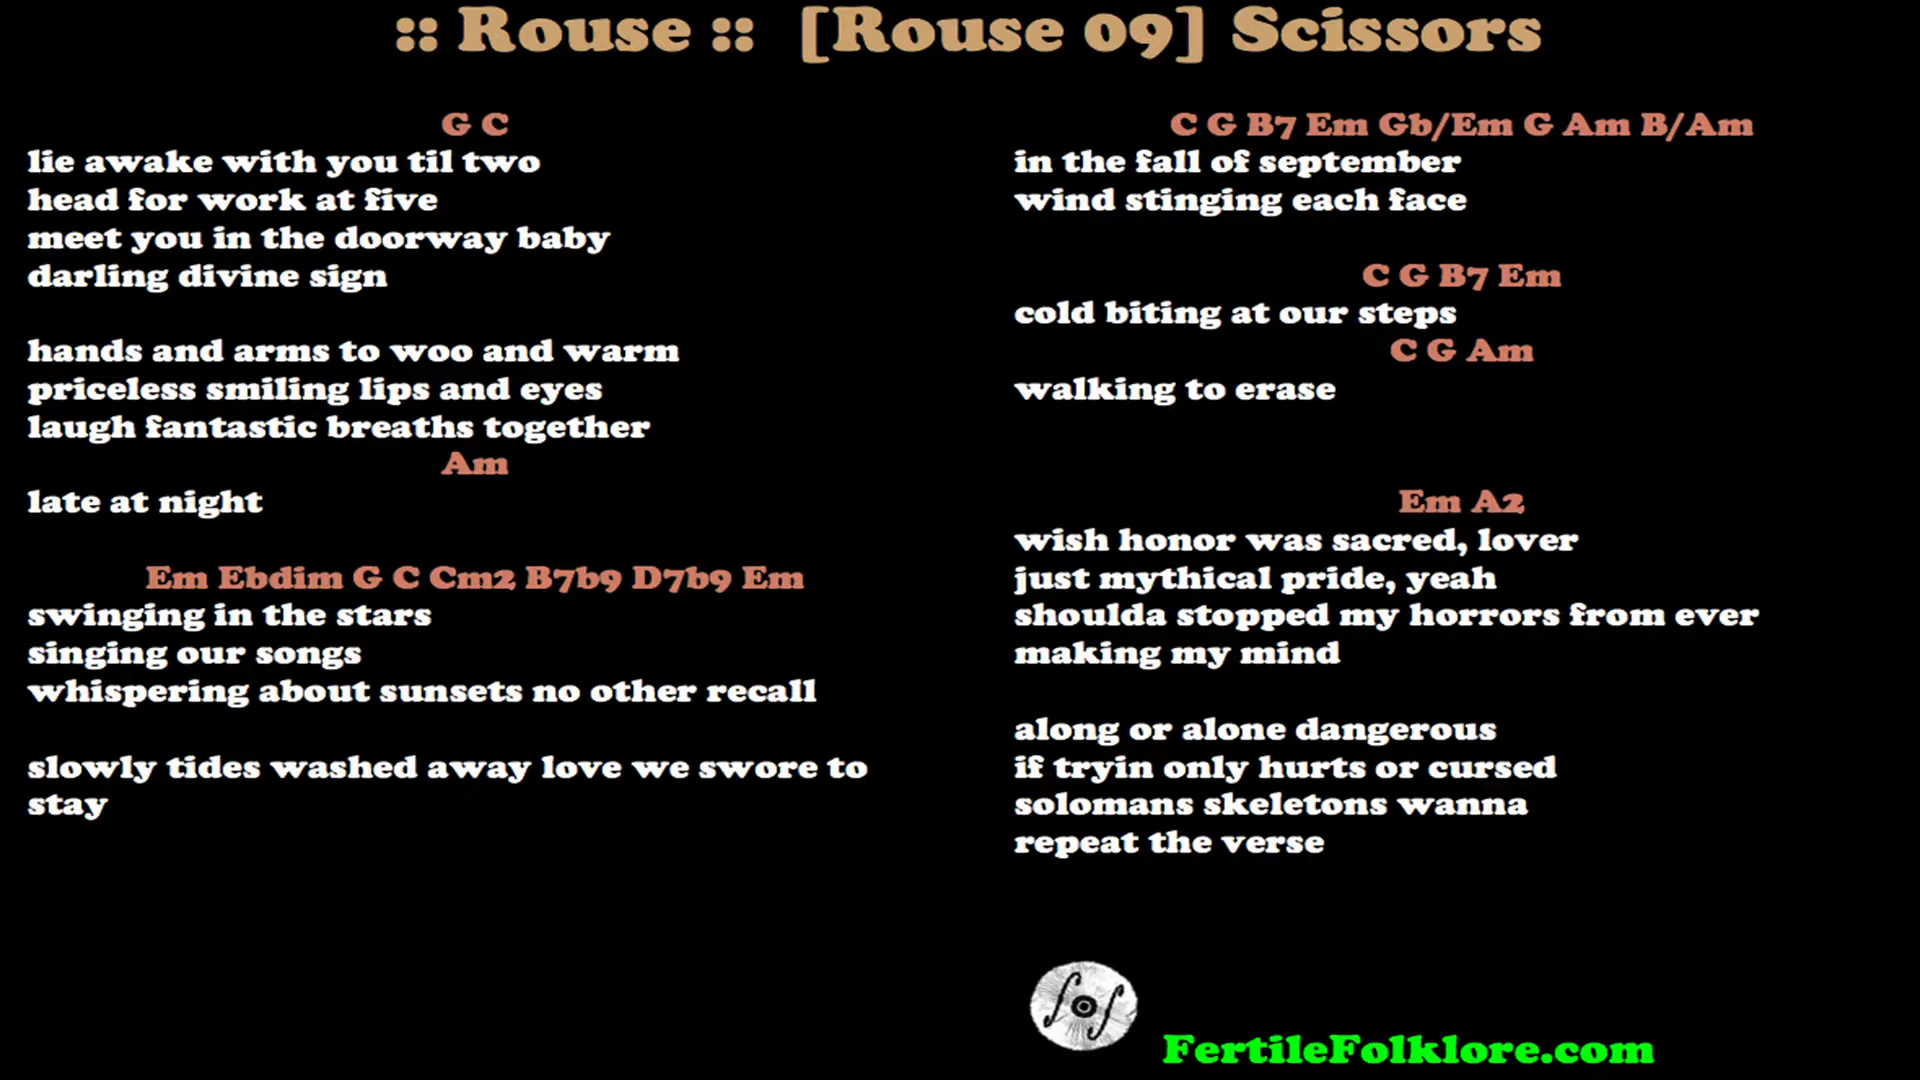 :: Rouse :: [Rouse 09] Scissors
G C
lie awake with you til two
head for work at five
meet you in the doorway baby
darling divine sign
hands and arms to woo and warm
priceless smiling lips and eyes
laugh fantastic breaths together
Am
late at night
Em Ebdim G C Cm2 B7b9 D7b9 Em
swinging in the stars
singing our songs
whispering about sunsets no other recall
slowly tides washed away love we swore to
stay
C G B7 Em Gb/Em G Am B/Am
in the fall of september
wind stinging each face
C G B7 Em
cold biting at our steps
C G Am
walking to erase
Em A2
wish honor was sacred, lover
just mythical pride, yeah
shoulda stopped my horrors from ever
making my mind
along or alone dangerous
if tryin only hurts or cursed
solomans skeletons wanna
repeat the verse
FertileFolklore.com